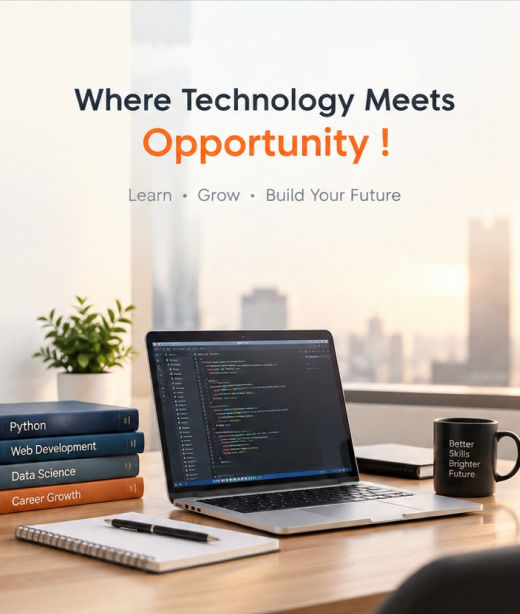 Where Technology Meets
Opportunity !
Learn • Grow • Build Your Future
Python
Web Development
Data Science
Career Growth
Better
Skills
Brighter
Future